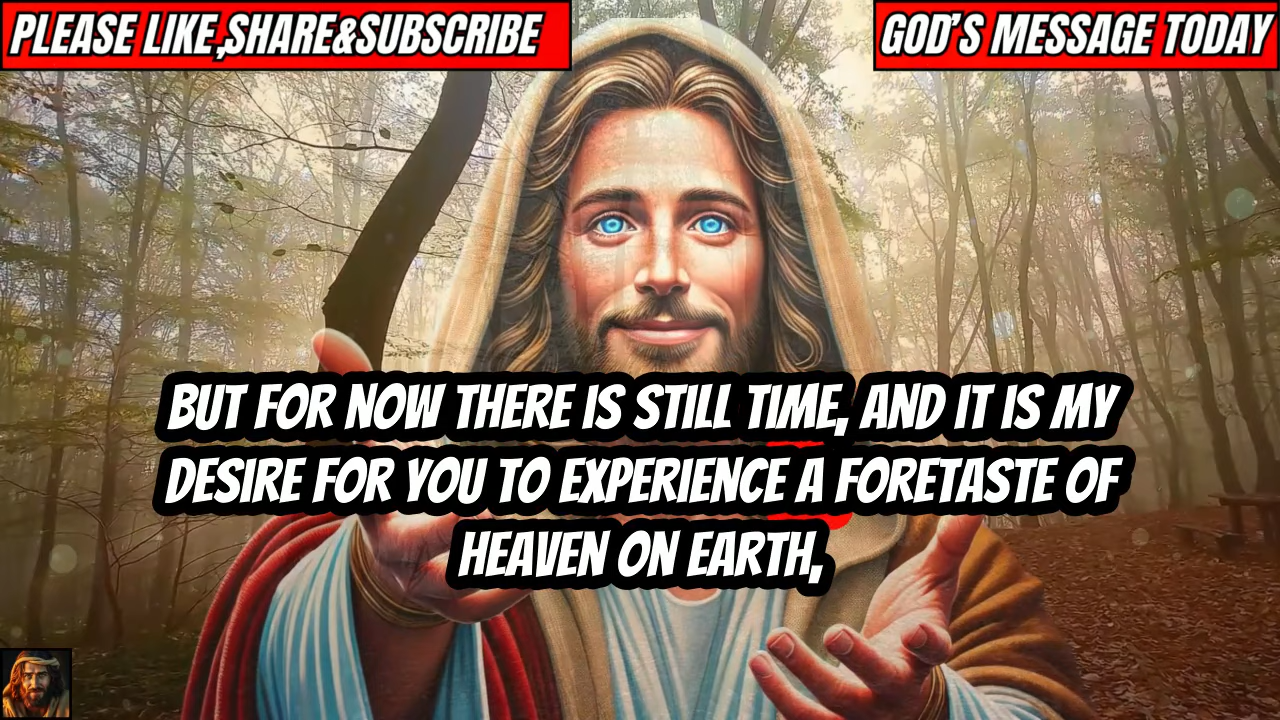 PLEASE LIKE,SHARE&SUBSCRIBE
GOD'S MESSAGE TODAY
BUT FOR NOW THERE IS STILL TIME, AND IT IS MY
DESIRE FOR YOU TO EXPERIENCE A FORETASTE OF
HEAVEN ON EARTH,